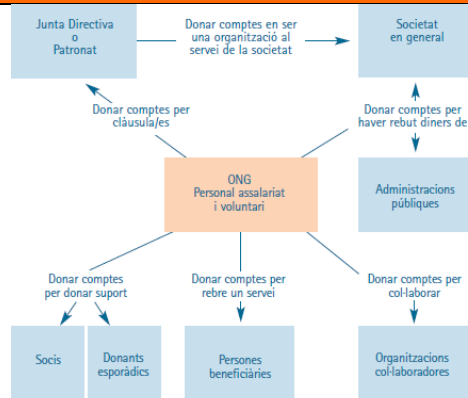 Junta Directiva
o
Patronat
Donar comptes en ser
una organització al
servei de la societat
Societat
en general
Donar comptes per
clàusula/es
Donar comptes per
haver rebut diners de
ONG
Personal assalariat
i voluntari
Administracions
públiques
Donar comptes
per donar suport
Donar comptes per
rebre un servei
Donar comptes per
col·laborar
Socis
Donants
esporàdics
Persones
beneficiàries
Organitzacions
col·laboradores